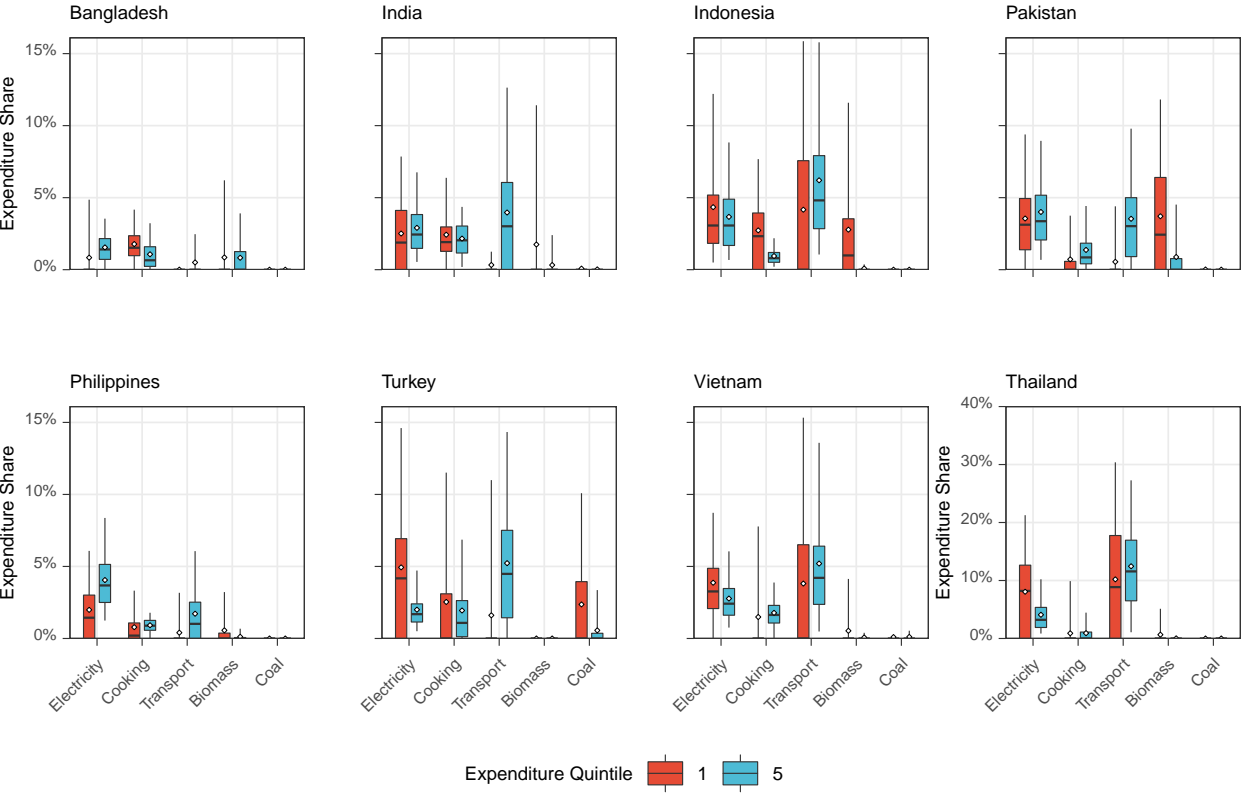 Bangladesh
India
Indonesia
Pakistan
Expenditure Share
15%
10%
5%
0%
Philippines
Turkey
Vietnam
Thailand
Expenditure Share
15%
10%
5%
0%
Expenditure Share
40%
30%
20%
10%
0%
Electricity
Cooking
Transport
Biomass
Coal
Electricity
Cooking
Transport
Biomass
Coal
Electricity
Cooking
Transport
Biomass
Coal
Electricity
Cooking
Transport
Biomass
Coal
Expenditure Quintile 1 5